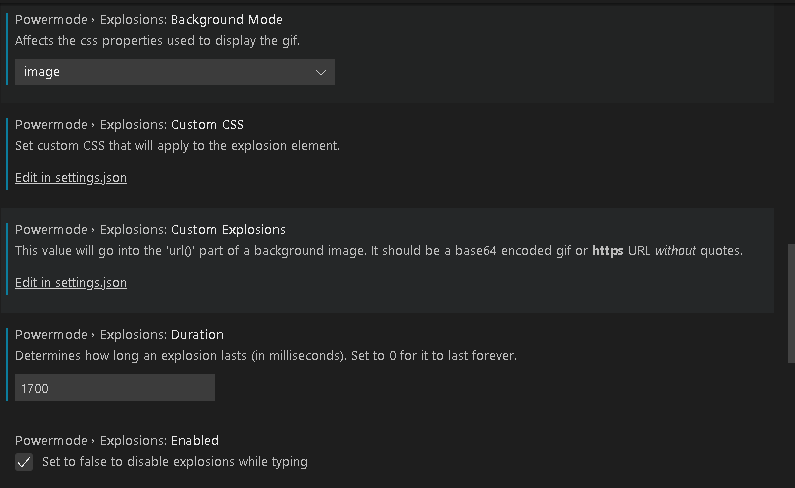 Powermode › Explosions: Background Mode
Affects the css properties used to display the gif.
image
Powermode › Explosions: Custom CSS
Set custom CSS that will apply to the explosion element.
Edit in settings.json
Powermode › Explosions: Custom Explosions
This value will go into the 'url()' part of a background image. It should be a base64 encoded gif or https URL without quotes.
Edit in settings.json
Powermode › Explosions: Duration
Determines how long an explosion lasts (in milliseconds). Set to 0 for it to last forever.
1700
Powermode › Explosions: Enabled
Set to false to disable explosions while typing